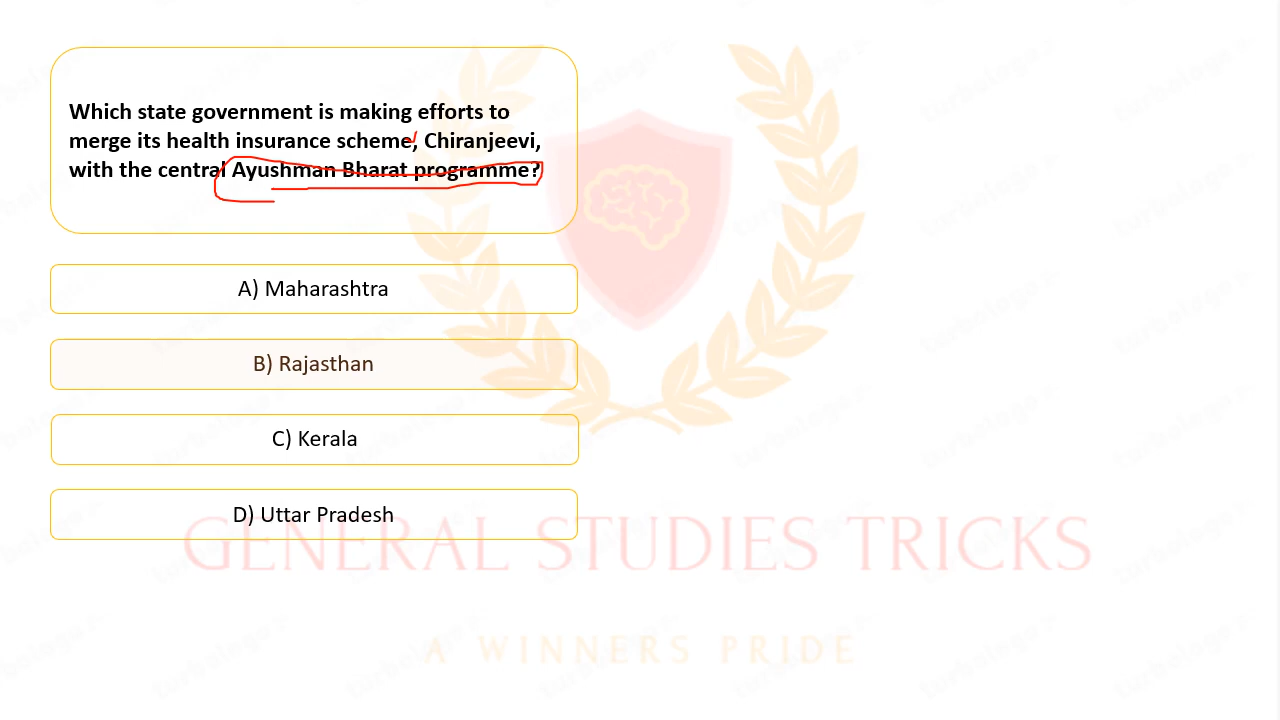 Which state government is making efforts to
merge its health insurance scheme, Chiranjeevi,
with the central Ayushman Bharat programme?
A) Maharashtra
B) Rajasthan
C) Kerala
D) Uttar Pradesh
GENERAL STUDIES TRICKS
A WINNERS PRIDE